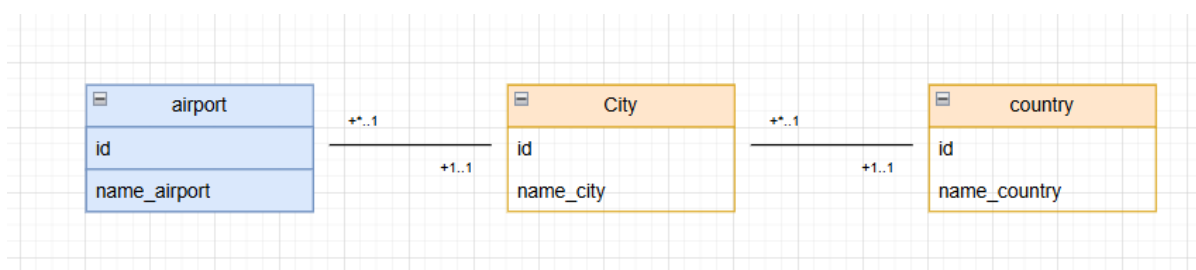 airport
id
name_airport
+*..1
+1..1
City
id
name_city
+*..1
+1..1
country
id
name_country